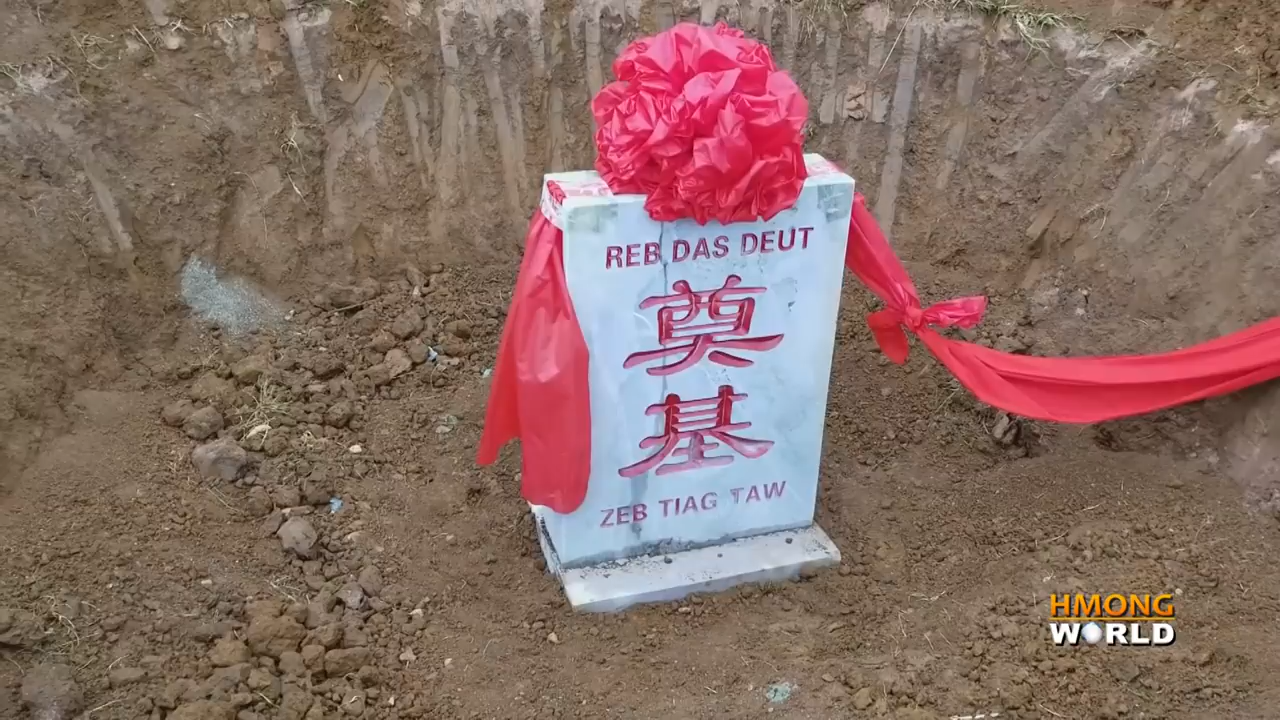 REB DAS DEUT
奠
基
ZEB TIAG TAW
HMONG
WORLD